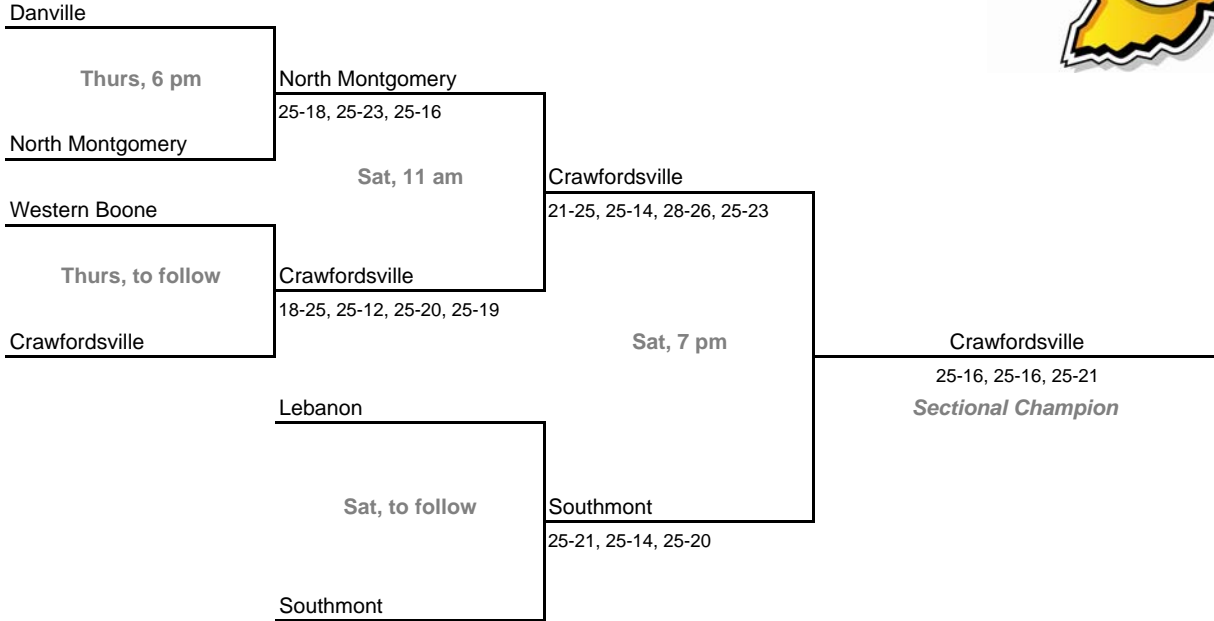 Danville
Thurs, 6 pm
North Montgomery
25-18, 25-23, 25-16
North Montgomery
Sat, 11 am
Crawfordsville
21-25, 25-14, 28-26, 25-23
Western Boone
Thurs, to follow
Crawfordsville
18-25, 25-12, 25-20, 25-19
Crawfordsville
Sat, 7 pm
Crawfordsville
25-16, 25-16, 25-21
Sectional Champion
Lebanon
Sat, to follow
Southmont
25-21, 25-14, 25-20
Southmont